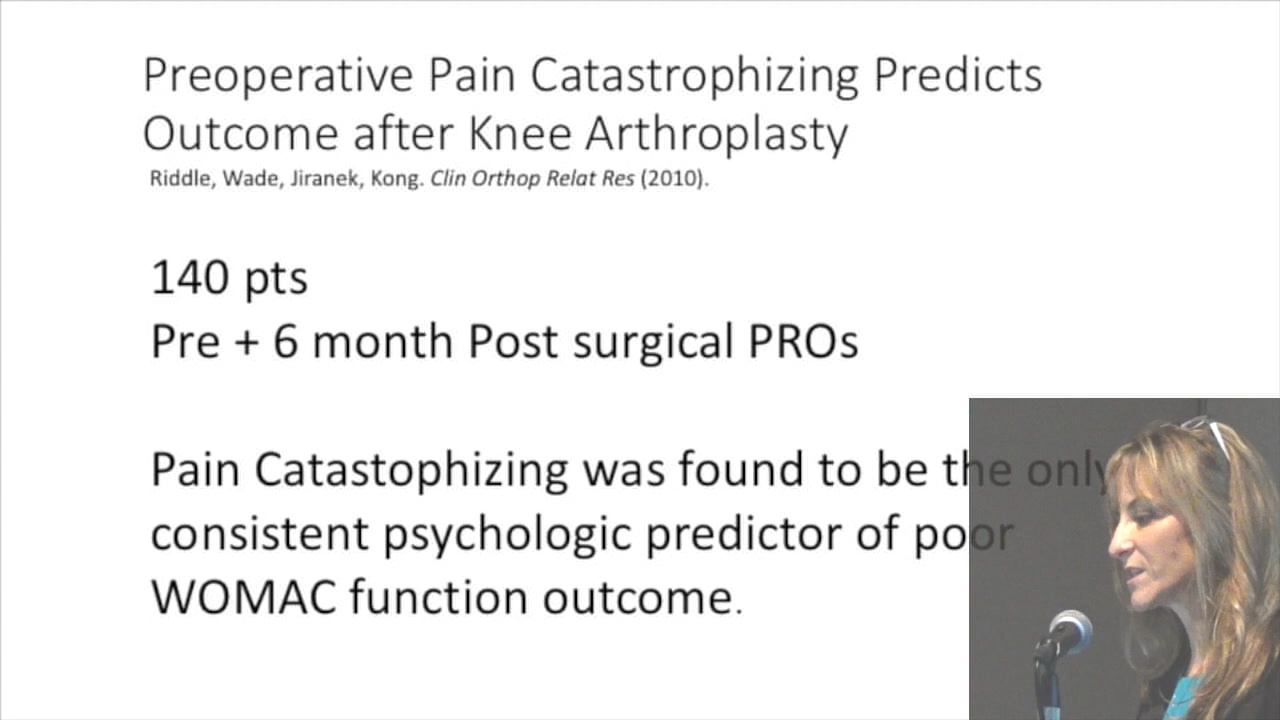 Preoperative Pain Catastrophizing Predicts
Outcome after Knee Arthroplasty
Riddle, Wade, Jiranek, Kong. Clin Orthop Relat Res (2010).
140 pts
Pre + 6 month Post surgical PROs
Pain Catastophizing was found to be the only
consistent psychologic predictor of poor
WOMAC function outcome.